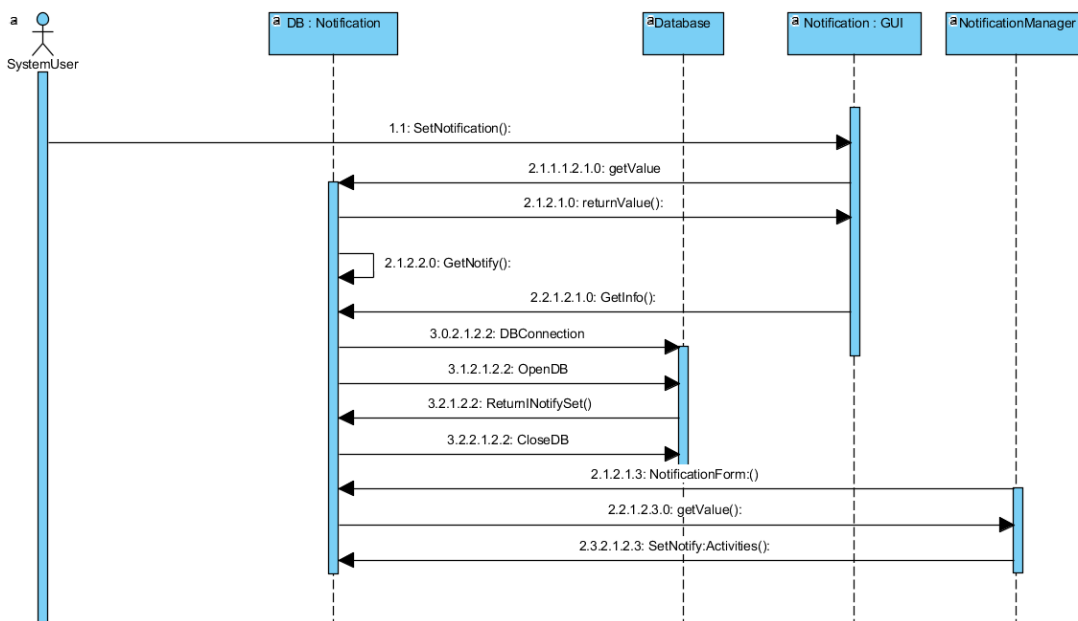 a
SystemUser
a DB : Notification
a Database
a Notification : GUI
a NotificationManager
1.1: SetNotification():
2.1.1.1.2.1.0: getValue
2.1.2.1.0: returnValue():
2.1.2.2.0: GetNotify():
2.2.1.2.1.0: GetInfo():
3.0.2.1.2.2: DBConnection
3.1.2.1.2.2: OpenDB
3.2.1.2.2: ReturnINotifySet()
3.2.2.1.2.2: CloseDB
2.1.2.1.3: NotificationForm:()
2.2.1.2.3.0: getValue():
2.3.2.1.2.3: SetNotify:Activities():